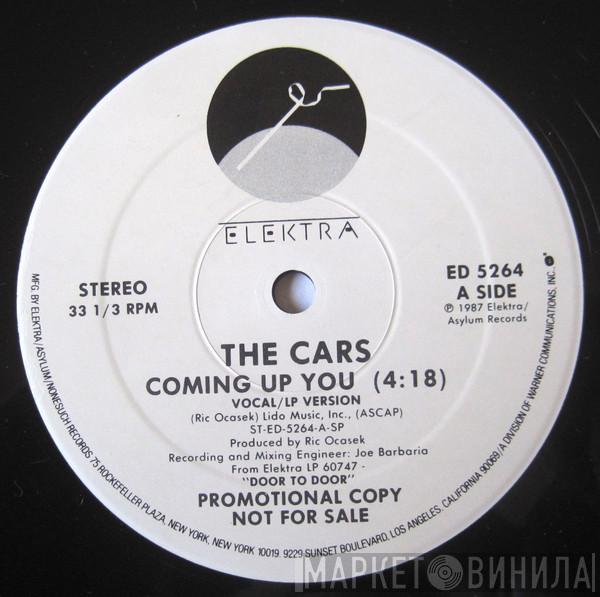 ELEKTRA
STEREO
33 1/3 RPM
ED 5264
A SIDE
℗ 1987 Elektra/
Asylum Records
THE CARS
COMING UP YOU (4:18)
VOCAL/LP VERSION
(Ric Ocasek) Lido Music, Inc., (ASCAP)
ST-ED-5264-A-SP
Produced by Ric Ocasek
Recording and Mixing Engineer: Joe Barbaria
From Elektra LP 60747 -
"DOOR TO DOOR"
PROMOTIONAL COPY
NOT FOR SALE
MFG. BY ELEKTRA/ASYLUM/NONESUCH RECORDS 75 ROCKEFELLER PLAZA, NEW YORK, NEW YORK 10019. 9229 SUNSET BOULEVARD, LOS ANGELES, CALIFORNIA 90069/A DIVISION OF WARNER COMMUNICATIONS, INC.
МАРКЕТ ВИНИЛА